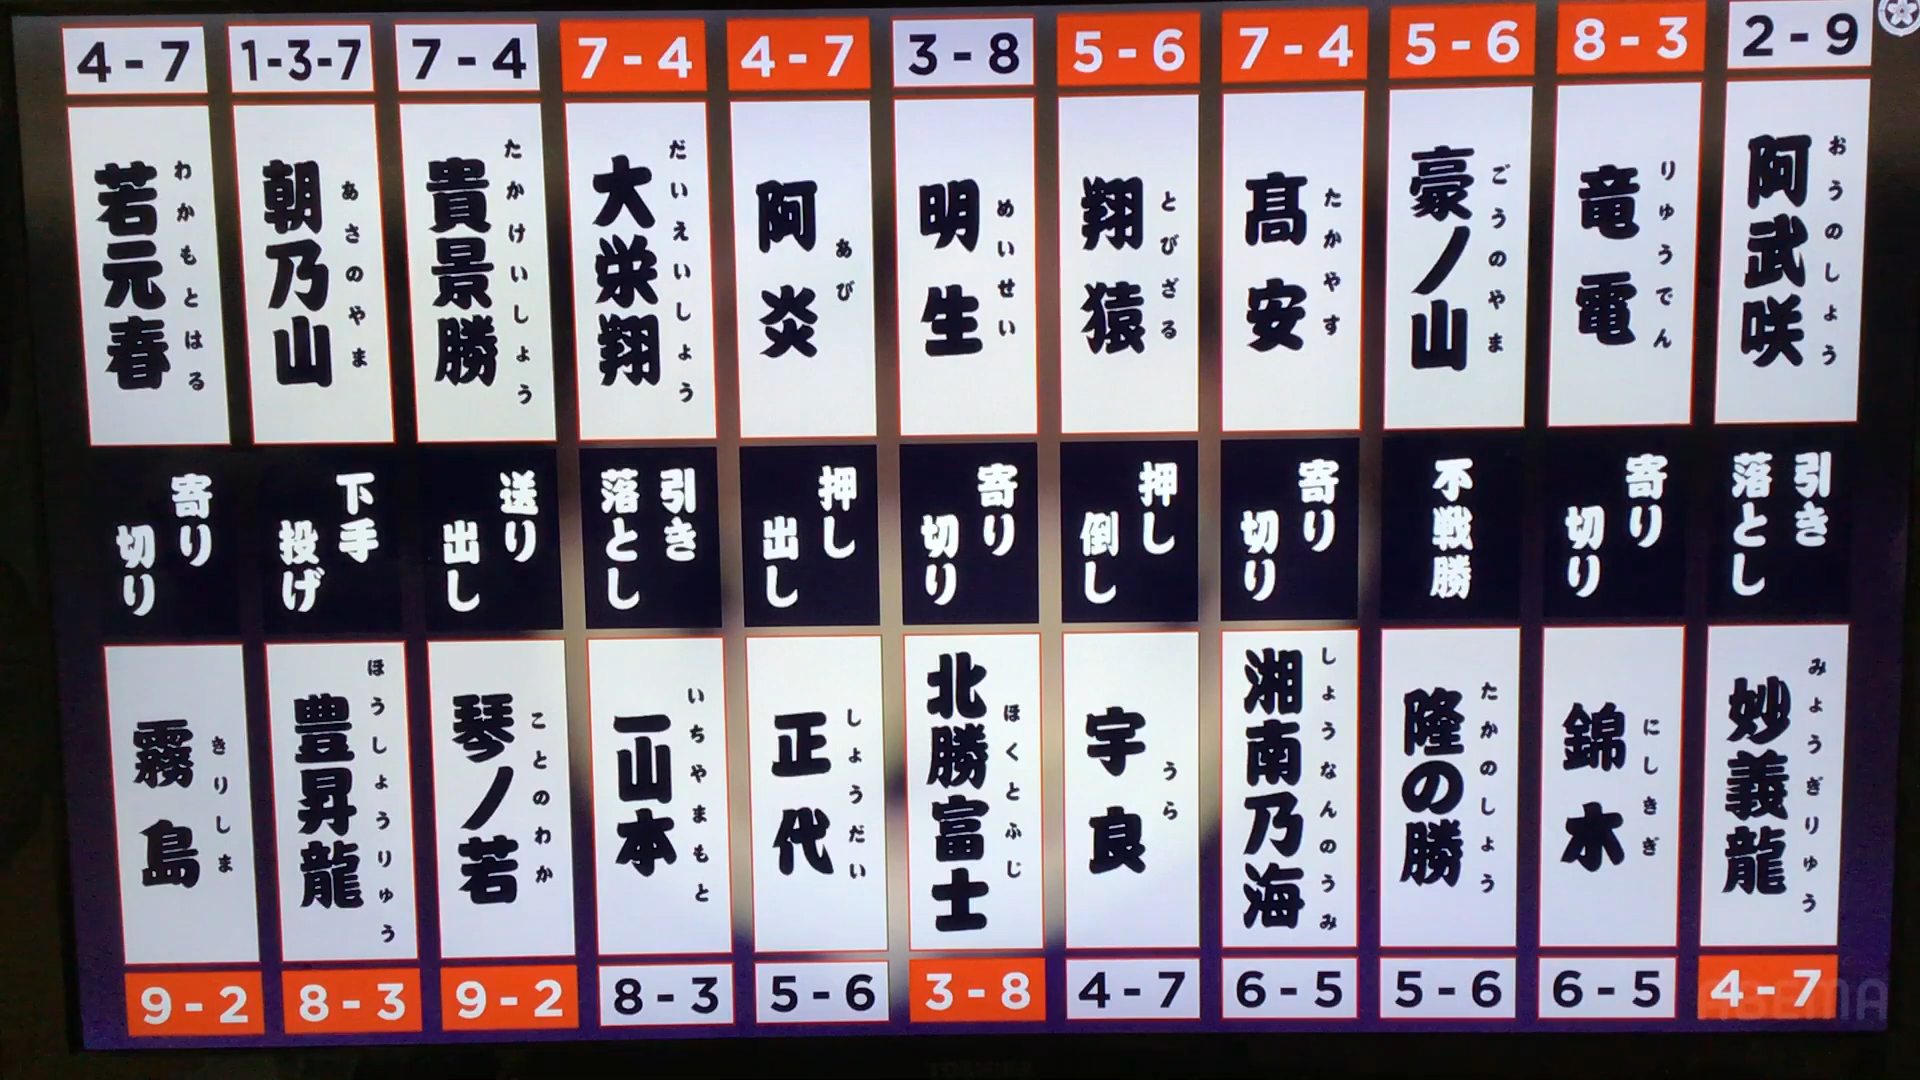 4-7
1-3-7
7-4
7-4
4-7
3-8
5-6
7-4
5-6
8-3
2-9
阿武咲
おうのしょう
竜電
りゅうでん
豪ノ山
ごうのやま
髙安
たかやす
翔猿
とびざる
明生
めいせい
阿炎
あび
大栄翔
だいえいしょう
貴景勝
たかけいしょう
朝乃山
あさのやま
若元春
わかもとはる
引き
落とし
寄り
切り
不戦勝
寄り
切り
押し
倒し
寄り
切り
押し
出し
引き
落とし
送り
出し
下手
投げ
寄り
切り
妙義龍
みょうぎりゅう
錦木
にしきぎ
隆の勝
たかのしょう
湘南乃海
しょうなんのうみ
宇良
うら
北勝富士
ほくとふじ
正代
しょうだい
一山本
いちやまもと
琴ノ若
ことのわか
豊昇龍
ほうしょうりゅう
霧島
きりしま
9-2
8-3
9-2
8-3
5-6
3-8
4-7
6-5
5-6
6-5
4-7
ABEMA